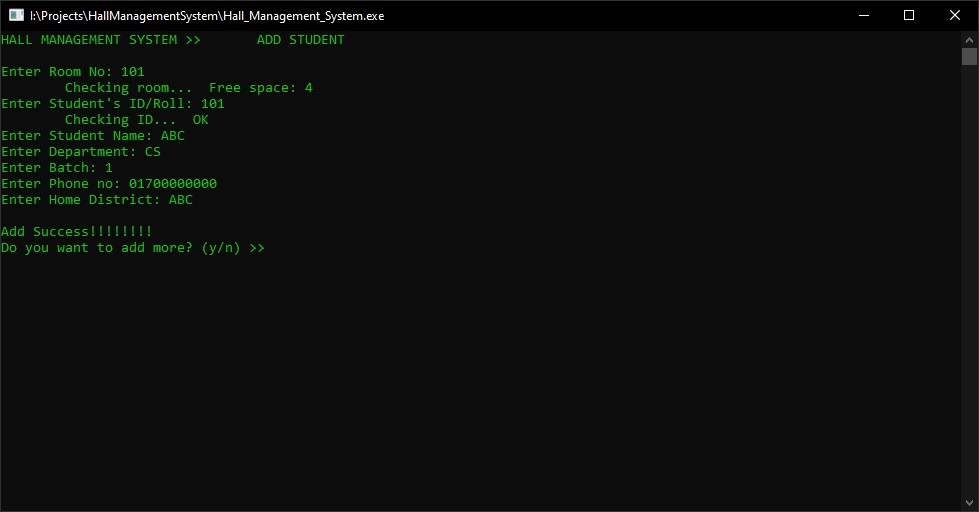 I:\Projects\HallManagementSystem\Hall_Management_System.exe
HALL MANAGEMENT SYSTEM >>       ADD STUDENT
Enter Room No: 101
        Checking room...  Free space: 4
Enter Student's ID/Roll: 101
        Checking ID...  OK
Enter Student Name: ABC
Enter Department: CS
Enter Batch: 1
Enter Phone no: 01700000000
Enter Home District: ABC
Add Success!!!!!!!!
Do you want to add more? (y/n) >>